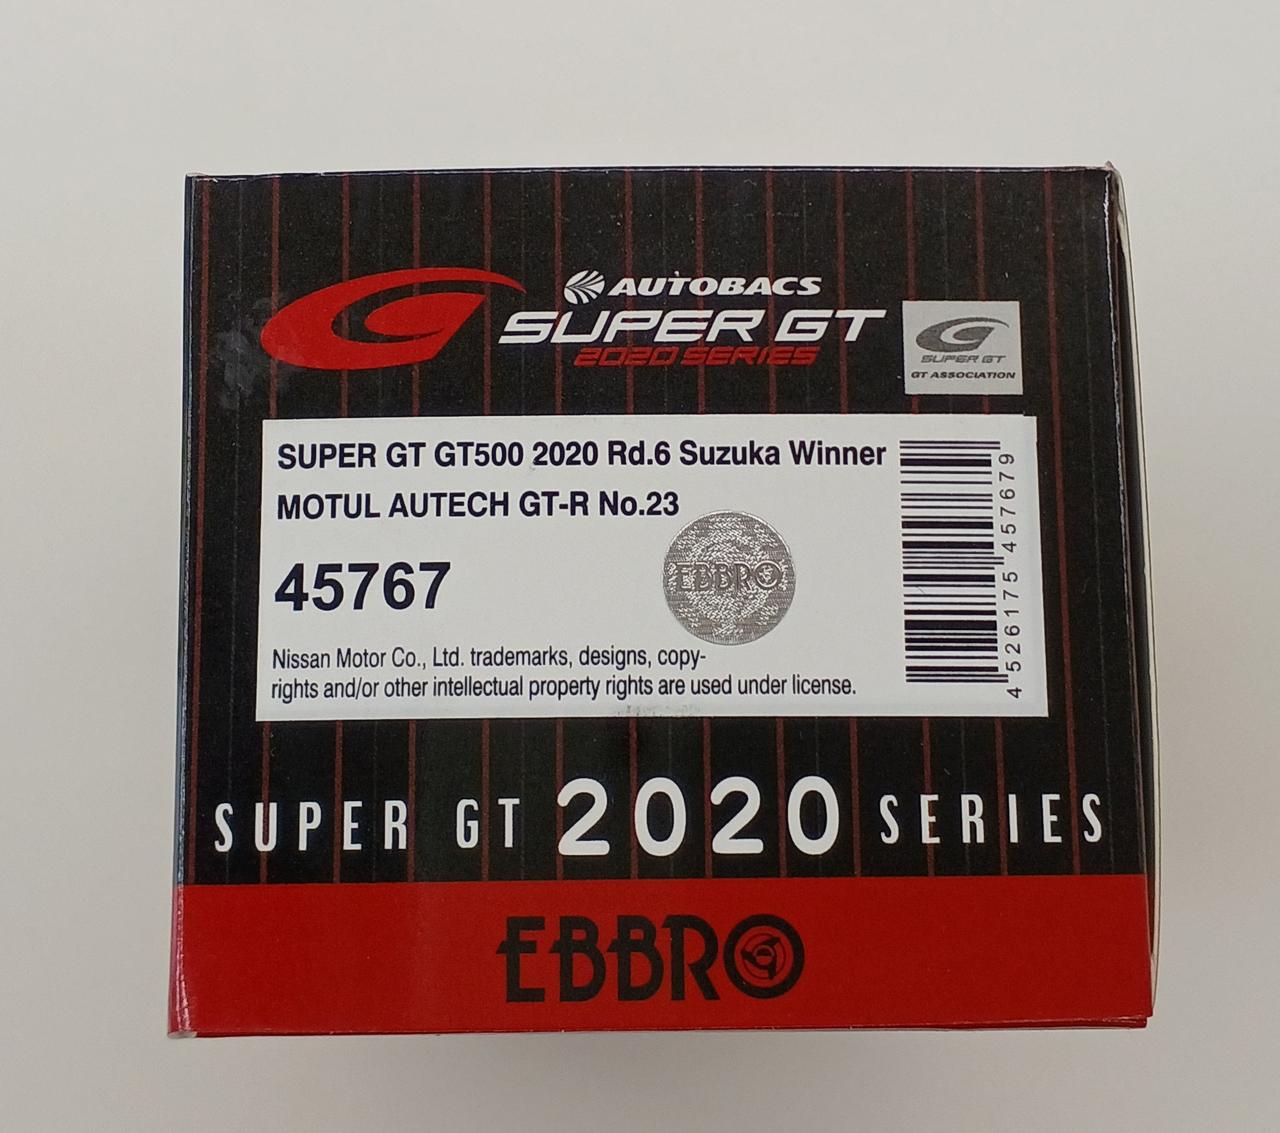 AUTOBACS
SUPER GT
2020 SERIES
SUPER GT
GT ASSOCIATION
SUPER GT GT500 2020 Rd.6 Suzuka Winner
MOTUL AUTECH GT-R No.23
45767
EBBRO
Nissan Motor Co., Ltd. trademarks, designs, copy-
rights and/or other intellectual property rights are used under license.
4 526175 457679
SUPER GT 2020 SERIES
EBBRO